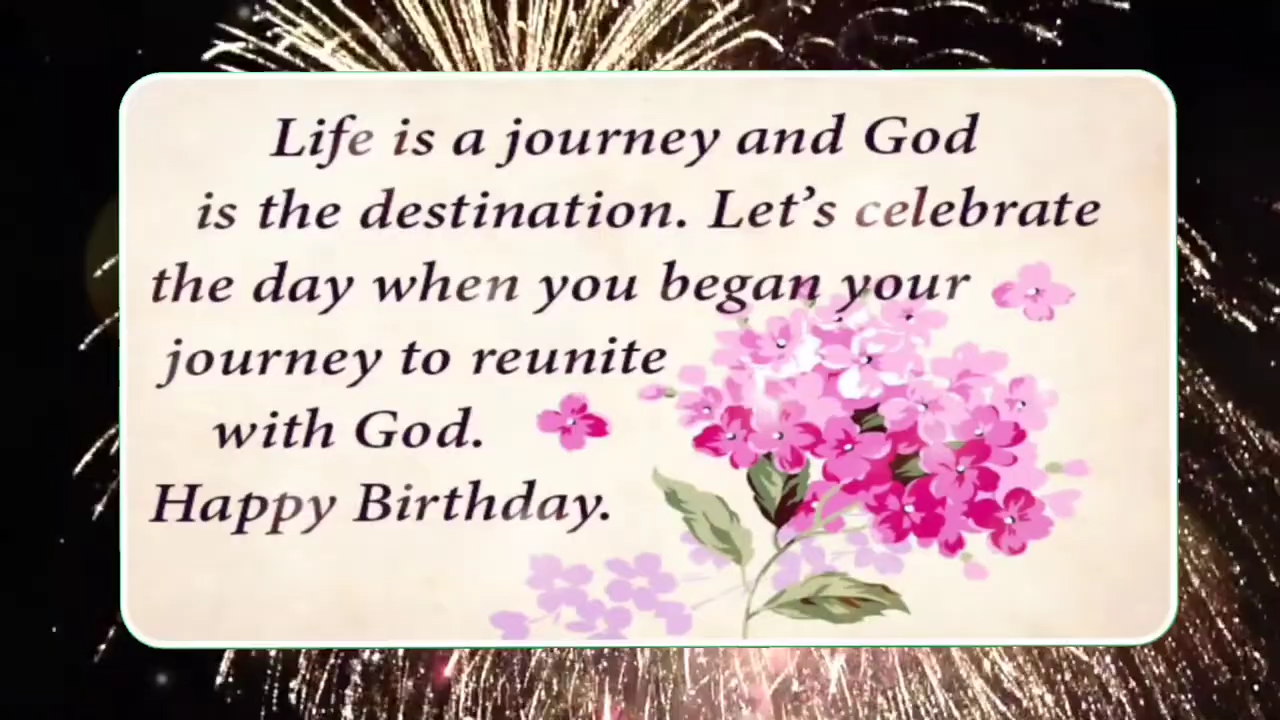 Life is a journey and God
is the destination. Let’s celebrate
the day when you began your
journey to reunite
with God.
Happy Birthday.